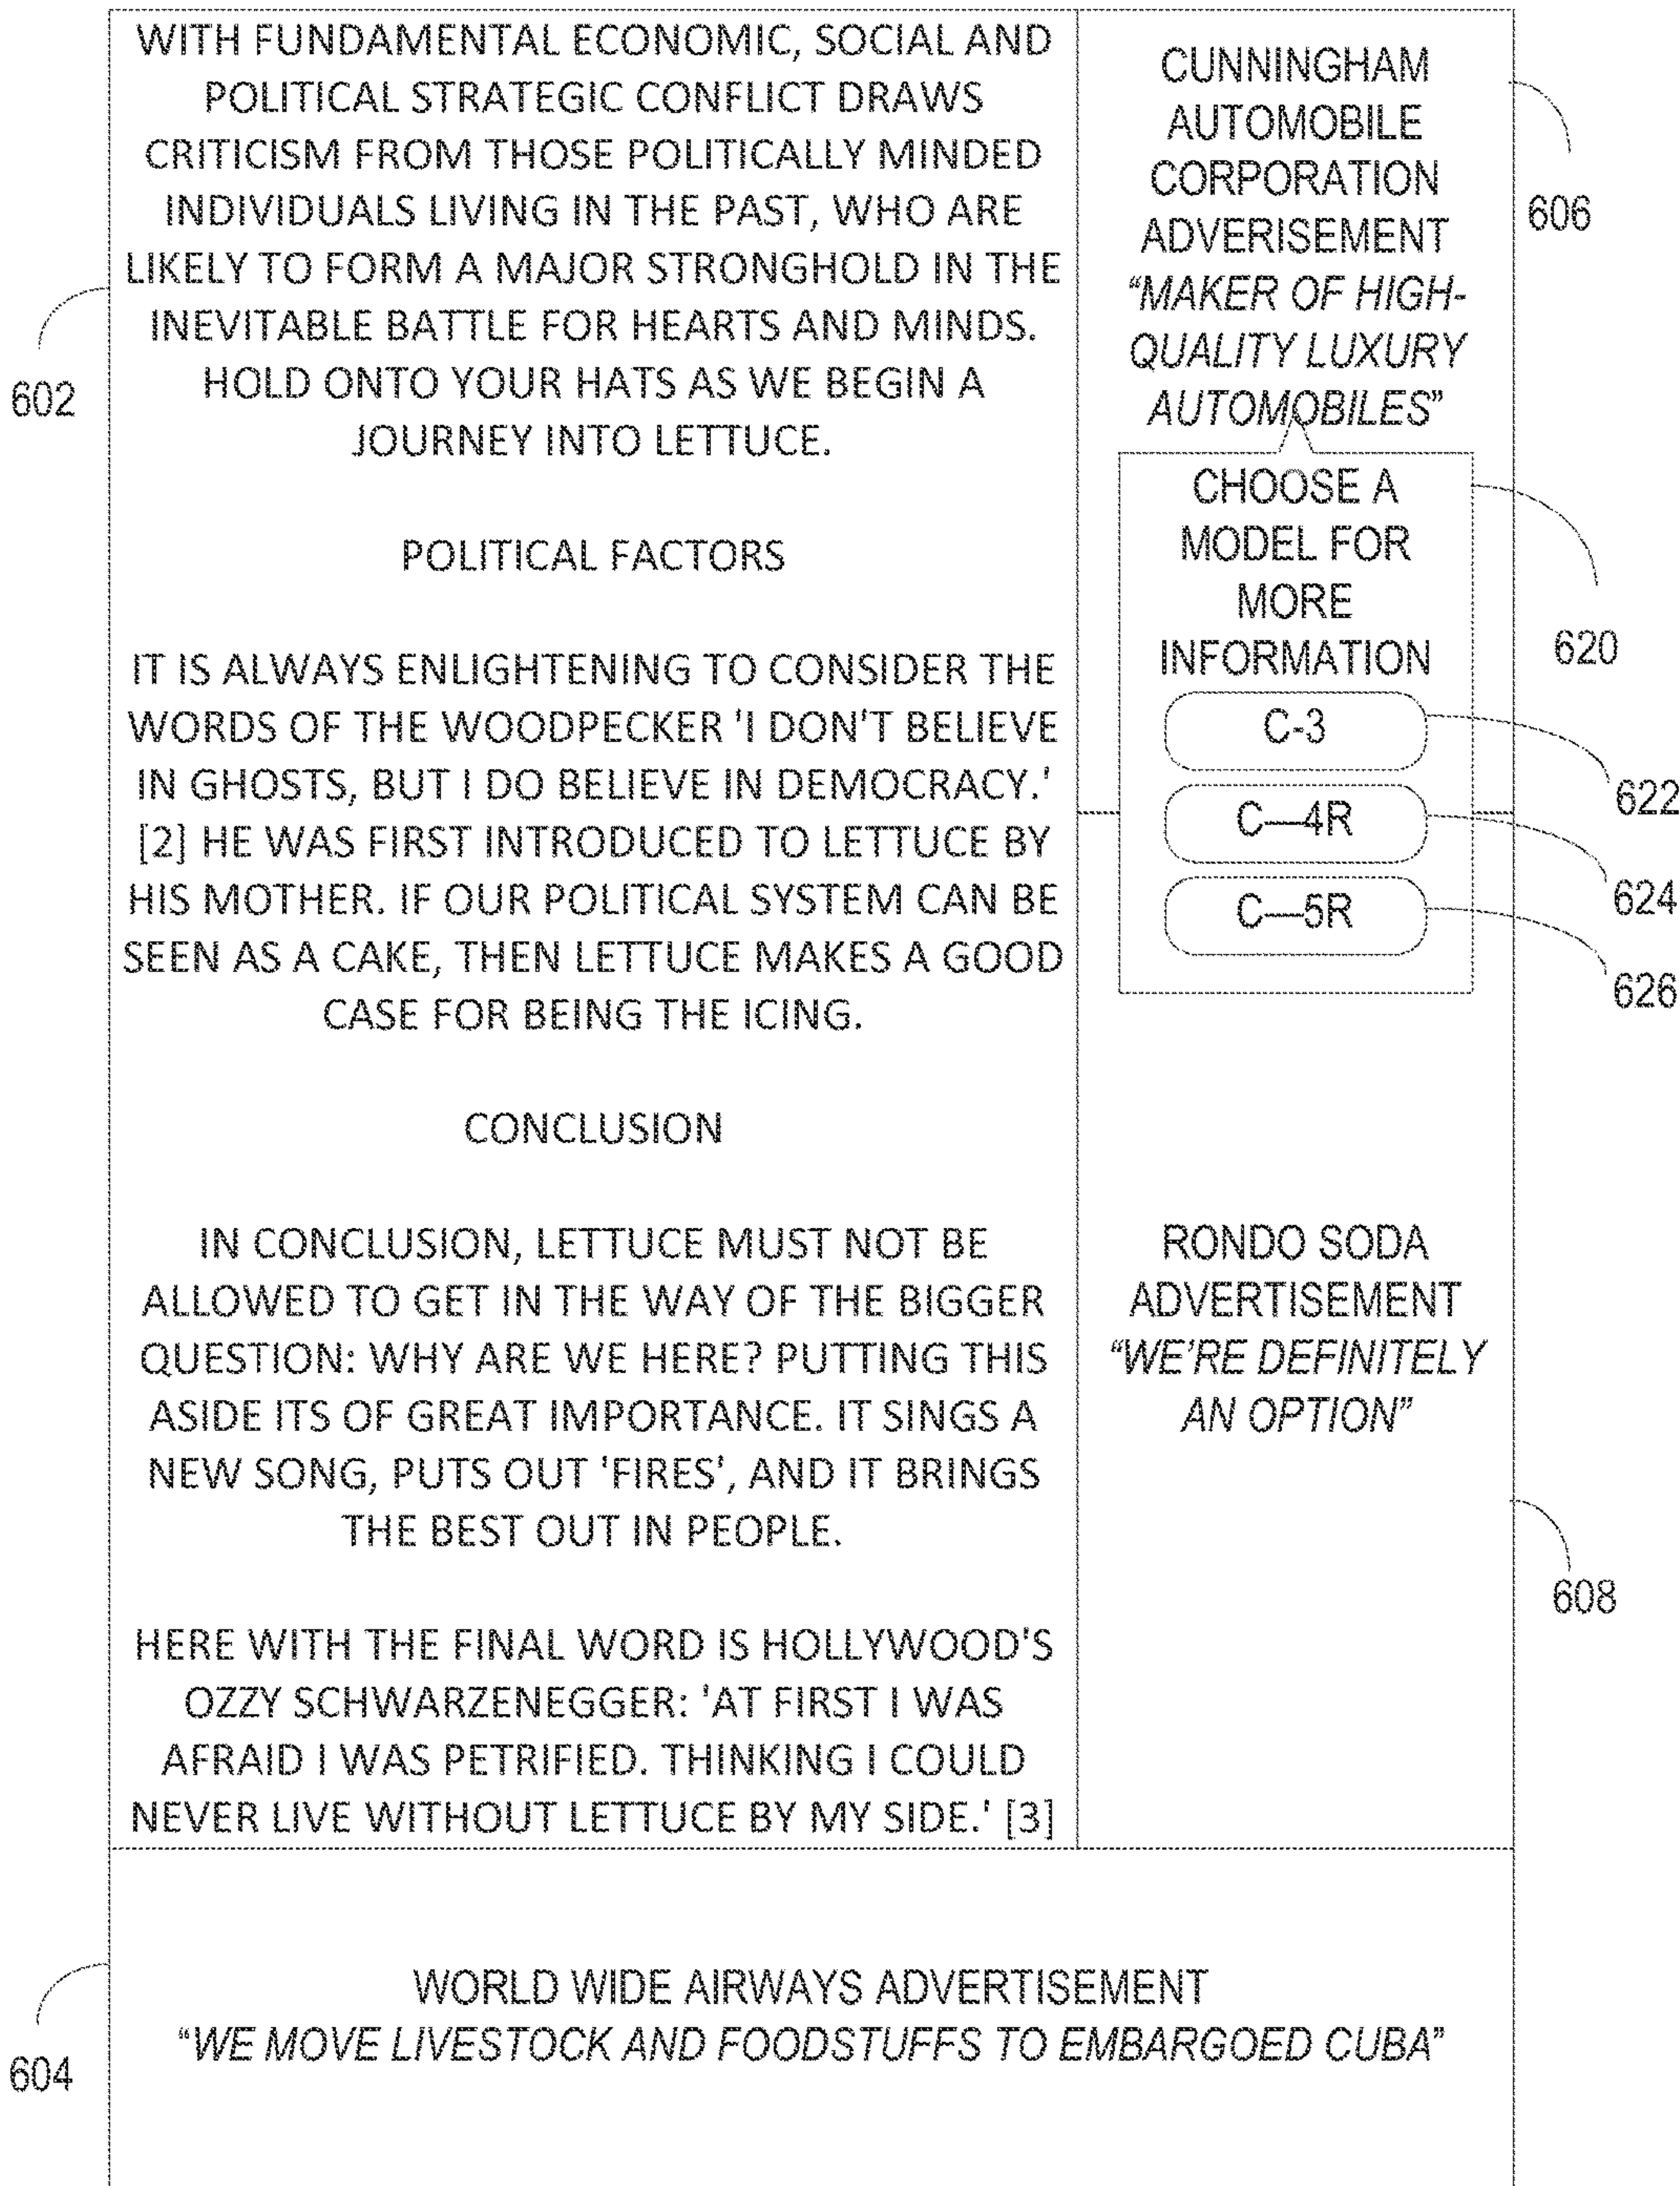 WITH FUNDAMENTAL ECONOMIC, SOCIAL AND
POLITICAL STRATEGIC CONFLICT DRAWS
CRITICISM FROM THOSE POLITICALLY MINDED
INDIVIDUALS LIVING IN THE PAST, WHO ARE
LIKELY TO FORM A MAJOR STRONGHOLD IN THE
INEVITABLE BATTLE FOR HEARTS AND MINDS.
HOLD ONTO YOUR HATS AS WE BEGIN A
JOURNEY INTO LETTUCE.
POLITICAL FACTORS
IT IS ALWAYS ENLIGHTENING TO CONSIDER THE
WORDS OF THE WOODPECKER 'I DON'T BELIEVE
IN GHOSTS, BUT I DO BELIEVE IN DEMOCRACY.'
[2] HE WAS FIRST INTRODUCED TO LETTUCE BY
HIS MOTHER. IF OUR POLITICAL SYSTEM CAN BE
SEEN AS A CAKE, THEN LETTUCE MAKES A GOOD
CASE FOR BEING THE ICING.
CONCLUSION
IN CONCLUSION, LETTUCE MUST NOT BE
ALLOWED TO GET IN THE WAY OF THE BIGGER
QUESTION: WHY ARE WE HERE? PUTTING THIS
ASIDE ITS OF GREAT IMPORTANCE. IT SINGS A
NEW SONG, PUTS OUT 'FIRES', AND IT BRINGS
THE BEST OUT IN PEOPLE.
HERE WITH THE FINAL WORD IS HOLLYWOOD'S
OZZY SCHWARZENEGGER: 'AT FIRST I WAS
AFRAID I WAS PETRIFIED. THINKING I COULD
NEVER LIVE WITHOUT LETTUCE BY MY SIDE.' [3]
602
CUNNINGHAM
AUTOMOBILE
CORPORATION
ADVERISEMENT
"MAKER OF HIGH-
QUALITY LUXURY
AUTOMOBILES"
606
CHOOSE A
MODEL FOR
MORE
INFORMATION
620
C-3
622
C—4R
624
C—5R
626
RONDO SODA
ADVERTISEMENT
"WE'RE DEFINITELY
AN OPTION"
608
WORLD WIDE AIRWAYS ADVERTISEMENT
"WE MOVE LIVESTOCK AND FOODSTUFFS TO EMBARGOED CUBA"
604